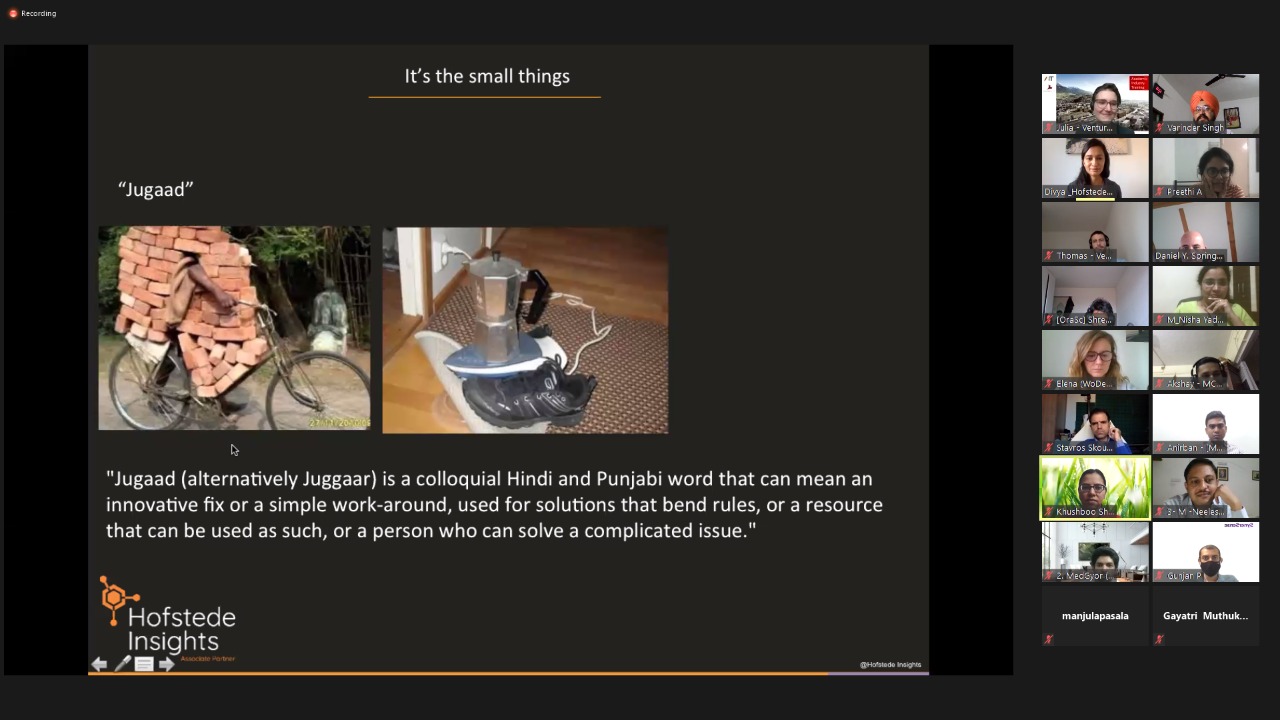 Recording
It's the small things
"Jugaad"
"Jugaad (alternatively Juggaar) is a colloquial Hindi and Punjabi word that can mean an
innovative fix or a simple work-around, used for solutions that bend rules, or a resource
that can be used as such, or a person who can solve a complicated issue."
Hofstede
Insights
Associate Partner
@Hofstede Insights
Julia - Ventur...
Varinder Singh
Divya _Hofstede...
Preethi A
Thomas - Ve...
Daniel Y. Spring...
[OraSc] Shre...
M_Nisha Yad...
Elena (WoDe...
Akshay - MC...
Stavros Skou...
Anirban - [M...
Khushboo Sh...
3- M -Neeles...
2. MedGyor (...
Gunjan P
manjulapasala
Gayatri Muthuk...